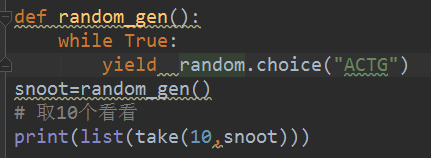 def random_gen():
    while True:
        yield  random.choice("ACTG")
snoot=random_gen()
# 取10个看看
print(list(take(10,snoot)))